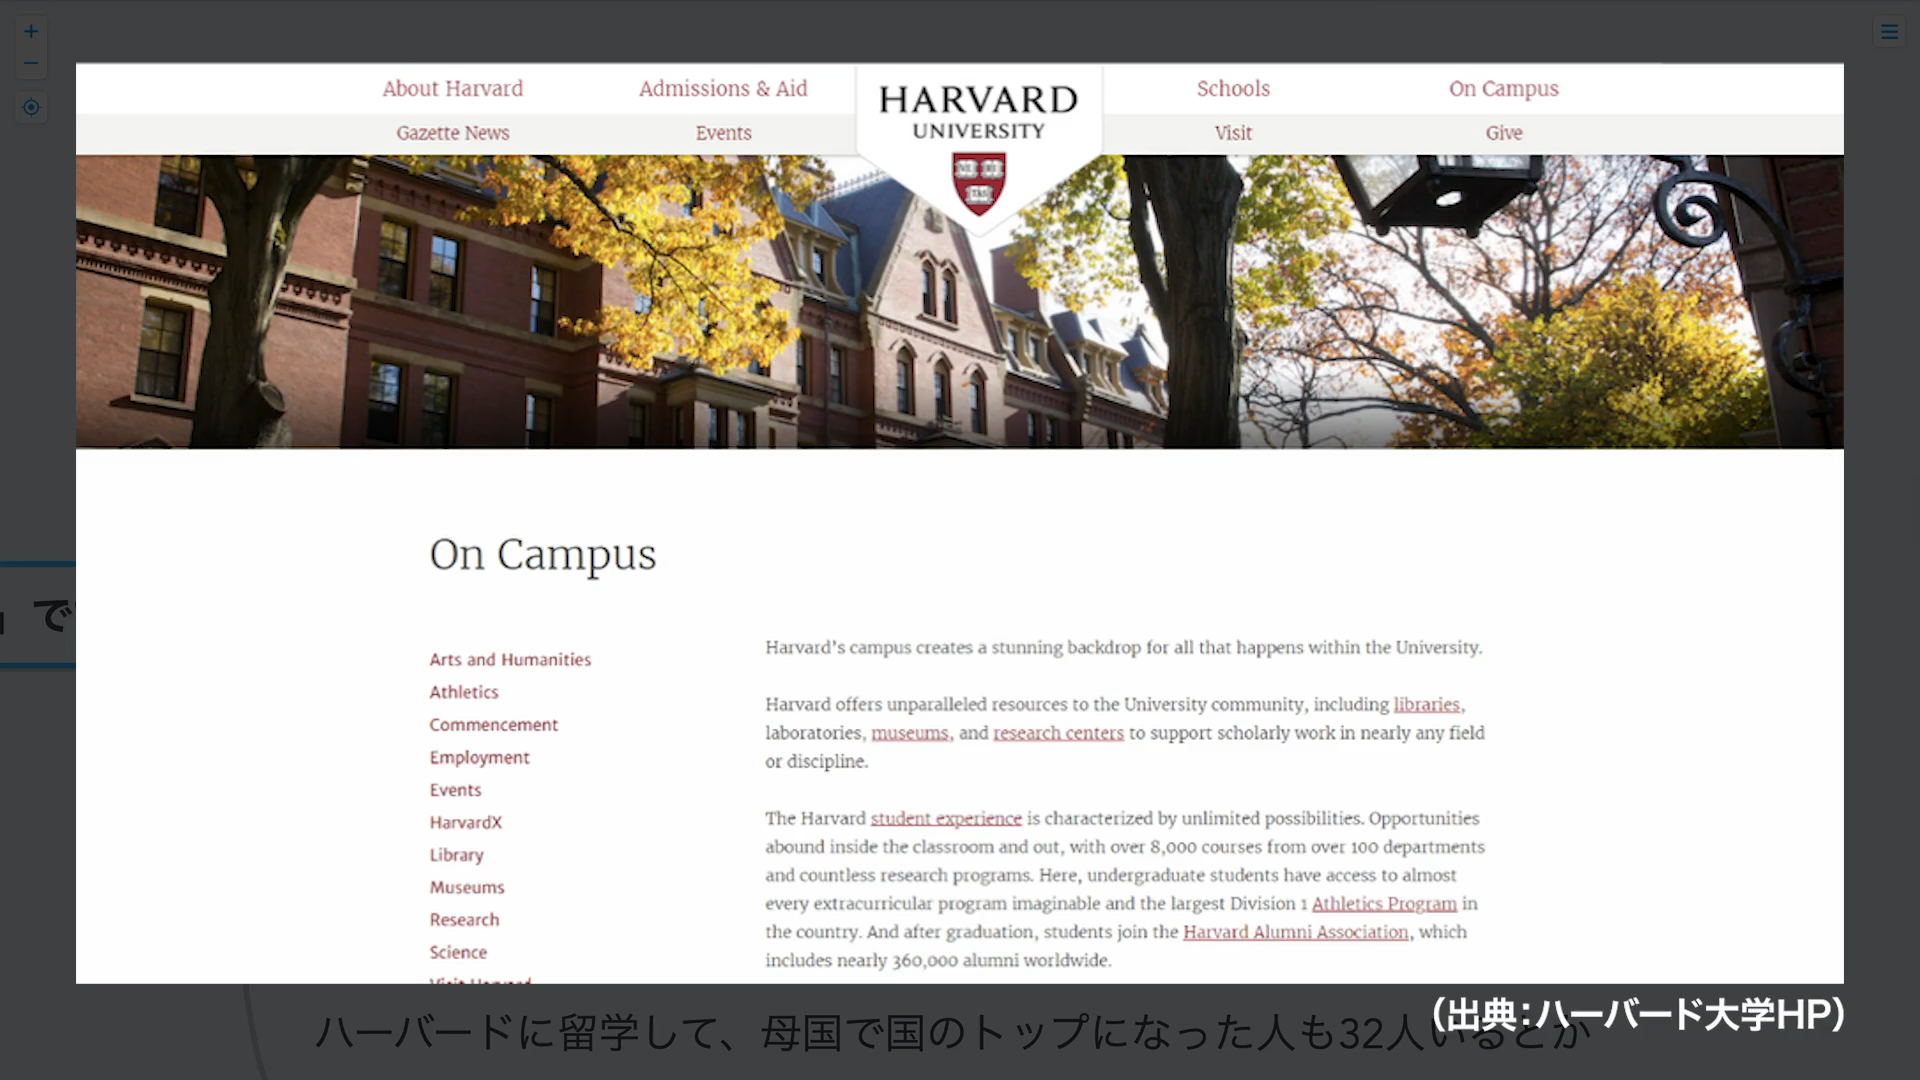 About Harvard
Admissions & Aid
HARVARD
UNIVERSITY
Schools
On Campus
Gazette News
Events
Visit
Give
On Campus
Arts and Humanities
Athletics
Commencement
Employment
Events
HarvardX
Library
Museums
Research
Science
Harvard's campus creates a stunning backdrop for all that happens within the University.
Harvard offers unparalleled resources to the University community, including libraries,
laboratories, museums, and research centers to support scholarly work in nearly any field
or discipline.
The Harvard student experience is characterized by unlimited possibilities. Opportunities
abound inside the classroom and out, with over 8,000 courses from over 100 departments
and countless research programs. Here, undergraduate students have access to almost
every extracurricular program imaginable and the largest Division 1 Athletics Program in
the country. And after graduation, students join the Harvard Alumni Association, which
includes nearly 360,000 alumni worldwide.
(出典:ハーバード大学HP)
ハーバードに留学して、母国で国のトップになった人も32人いるとか